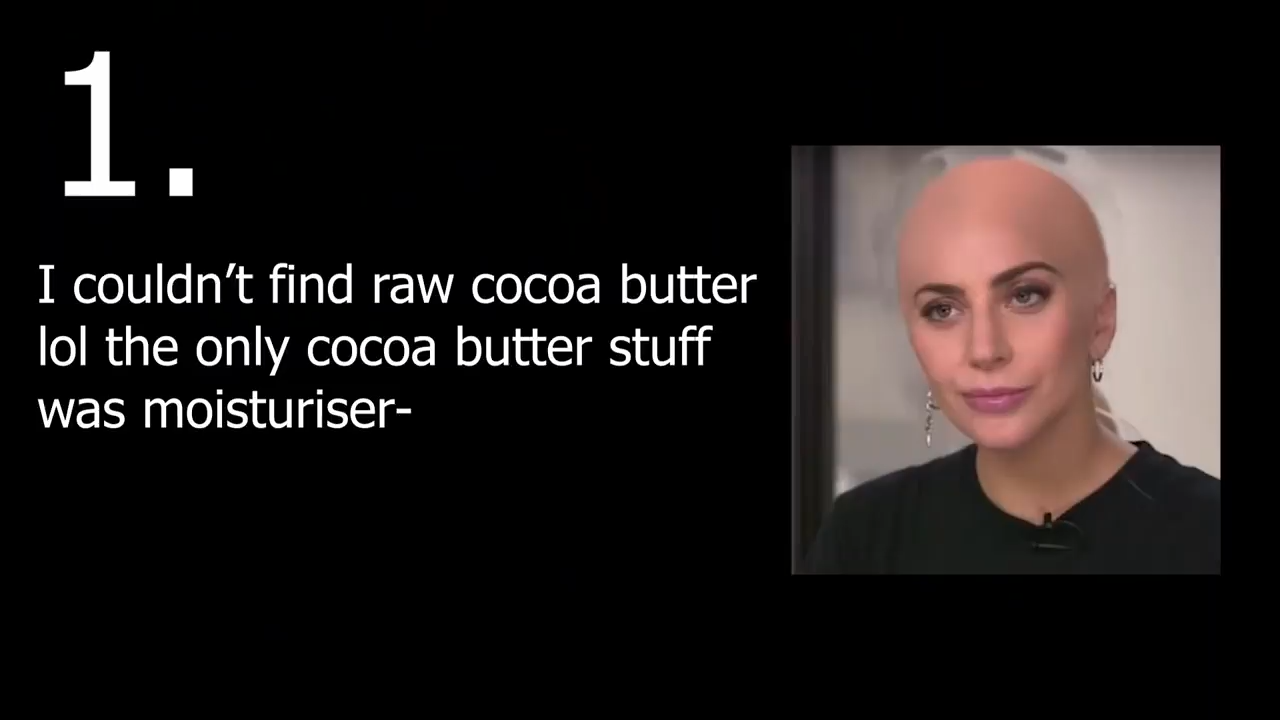 1.
I couldn’t find raw cocoa butter
lol the only cocoa butter stuff
was moisturiser-